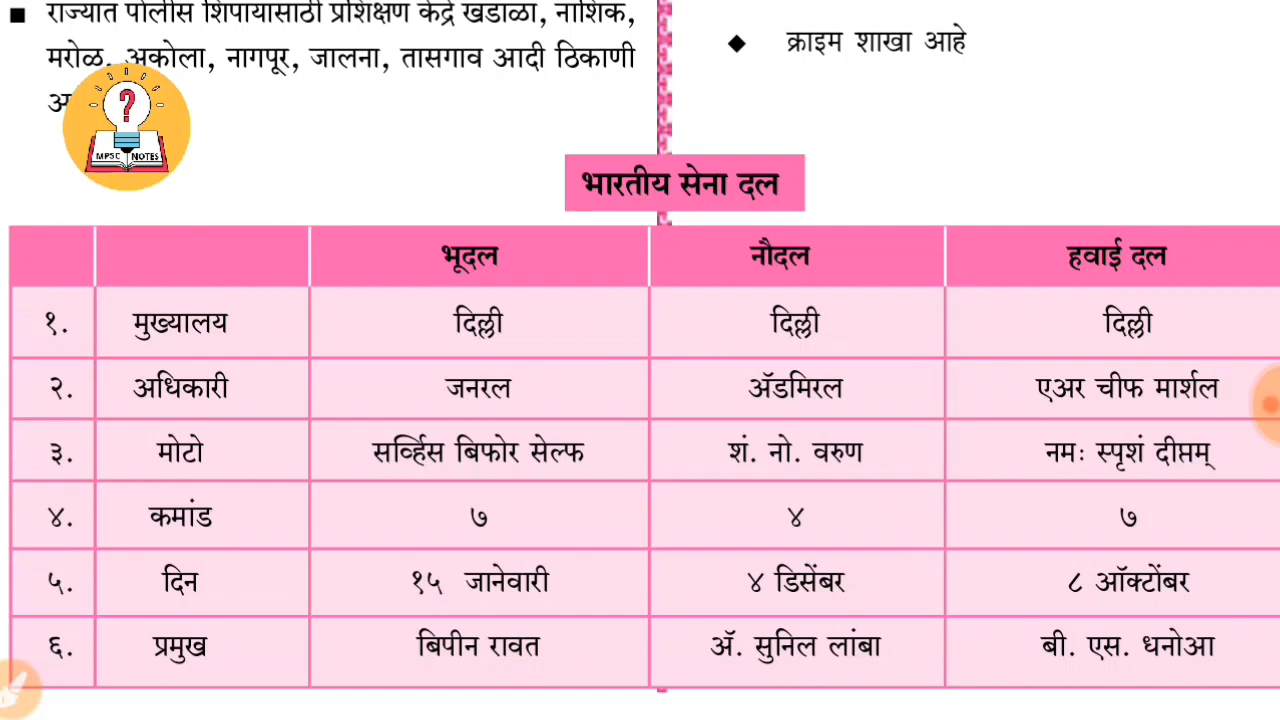 ■ राज्यात पोलीस शिपायासाठी प्रशिक्षण केंद्रे खंडाळा, नाशिक,
मरोळ, अकोला, नागपूर, जालना, तासगाव आदी ठिकाणी
◆ क्राइम शाखा आहे
MPSC NOTES
भारतीय सेना दल
भूदल नौदल हवाई दल
१. मुख्यालय दिल्ली दिल्ली दिल्ली
२. अधिकारी जनरल ॲडमिरल एअर चीफ मार्शल
३. मोटो सर्व्हिस बिफोर सेल्फ शं. नो. वरुण नमः स्पृशं दीप्तम्
४. कमांड ७ ४ ७
५. दिन १५ जानेवारी ४ डिसेंबर ८ ऑक्टोंबर
६. प्रमुख बिपीन रावत ॲ. सुनिल लांबा बी. एस. धनोआ